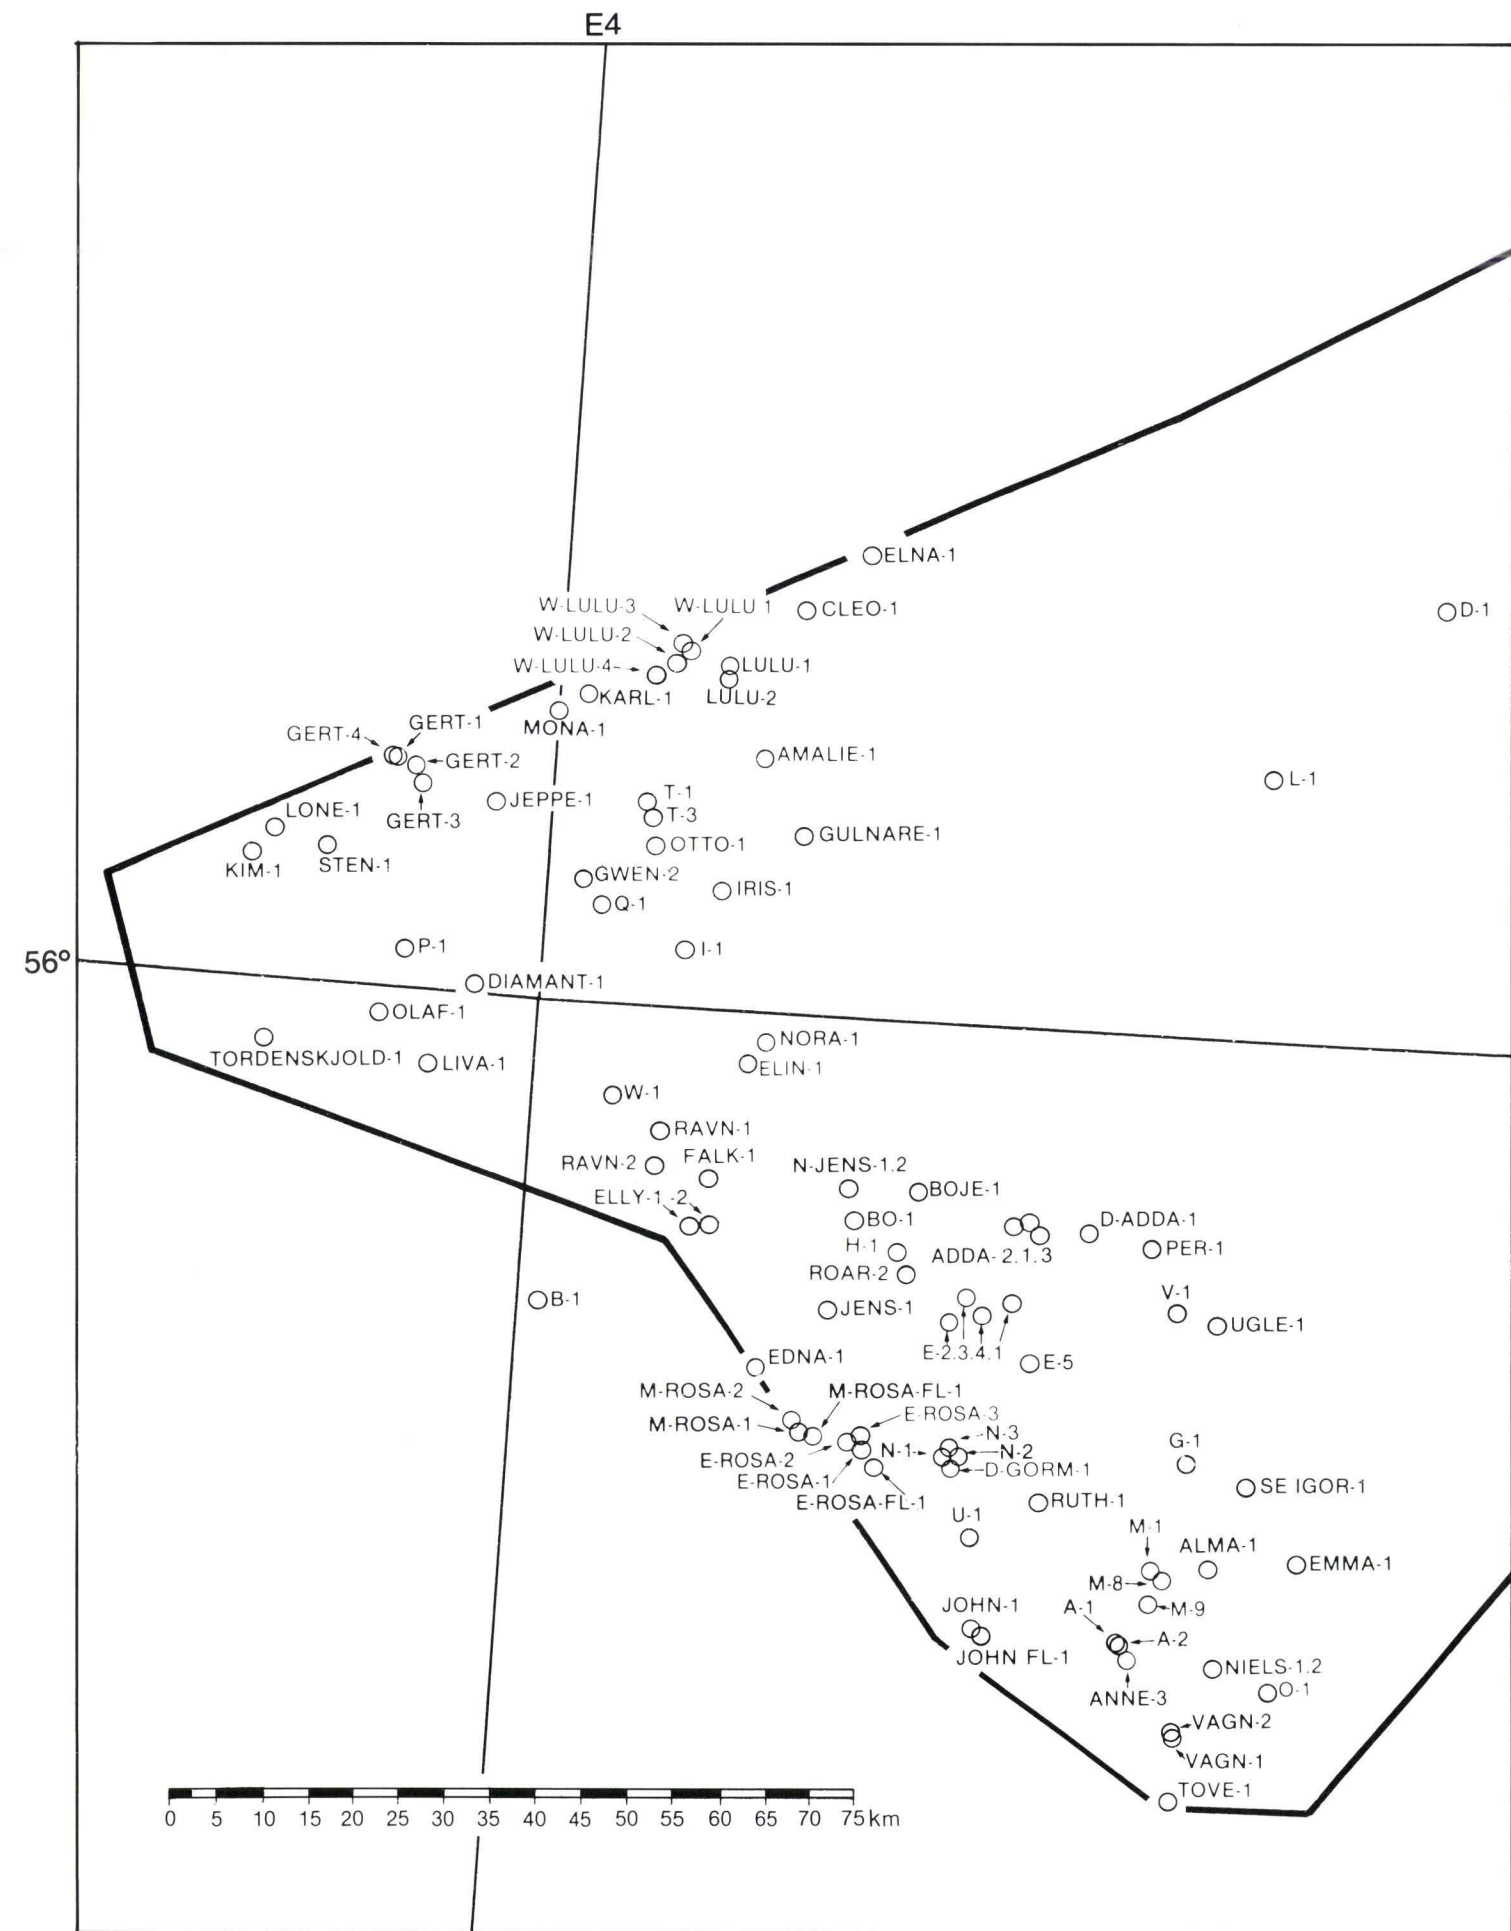 E4
ELNA-1
W-LULU-3
W-LULU 1
CLEO-1
D-1
W-LULU-2
W-LULU-4
LULU-1
KARL-1
LULU-2
GERT-1
MONA-1
GERT-4
GERT-2
AMALIE-1
L-1
JEPPE-1
T-1
LONE-1
T-3
GERT-3
GULNARE-1
OTTO-1
KIM-1
STEN-1
GWEN-2
IRIS-1
Q-1
P-1
I-1
56º
DIAMANT-1
OLAF-1
NORA-1
TORDENSKJOLD-1
LIVA-1
ELIN-1
W-1
RAVN-1
RAVN-2
FALK-1
N-JENS-1.2
BOJE-1
ELLY-1.-2
BO-1
D-ADDA-1
H-1
ADDA-2.1.3
PER-1
ROAR-2
B-1
JENS-1
V-1
UGLE-1
E-2.3.4.1
EDNA-1
E-5
M-ROSA-2
M-ROSA-FL-1
E-ROSA-3
M-ROSA-1
N-3
G-1
E-ROSA-2
N-1
N-2
D-GORM-1
E-ROSA-1
SE IGOR-1
E-ROSA-FL-1
RUTH-1
U-1
M-1
ALMA-1
EMMA-1
M-8
JOHN-1
A-1
M-9
A-2
JOHN FL-1
NIELS-1.2
ANNE-3
O-1
VAGN-2
VAGN-1
TOVE-1
0 5 10 15 20 25 30 35 40 50 55 60 65 70 75 km